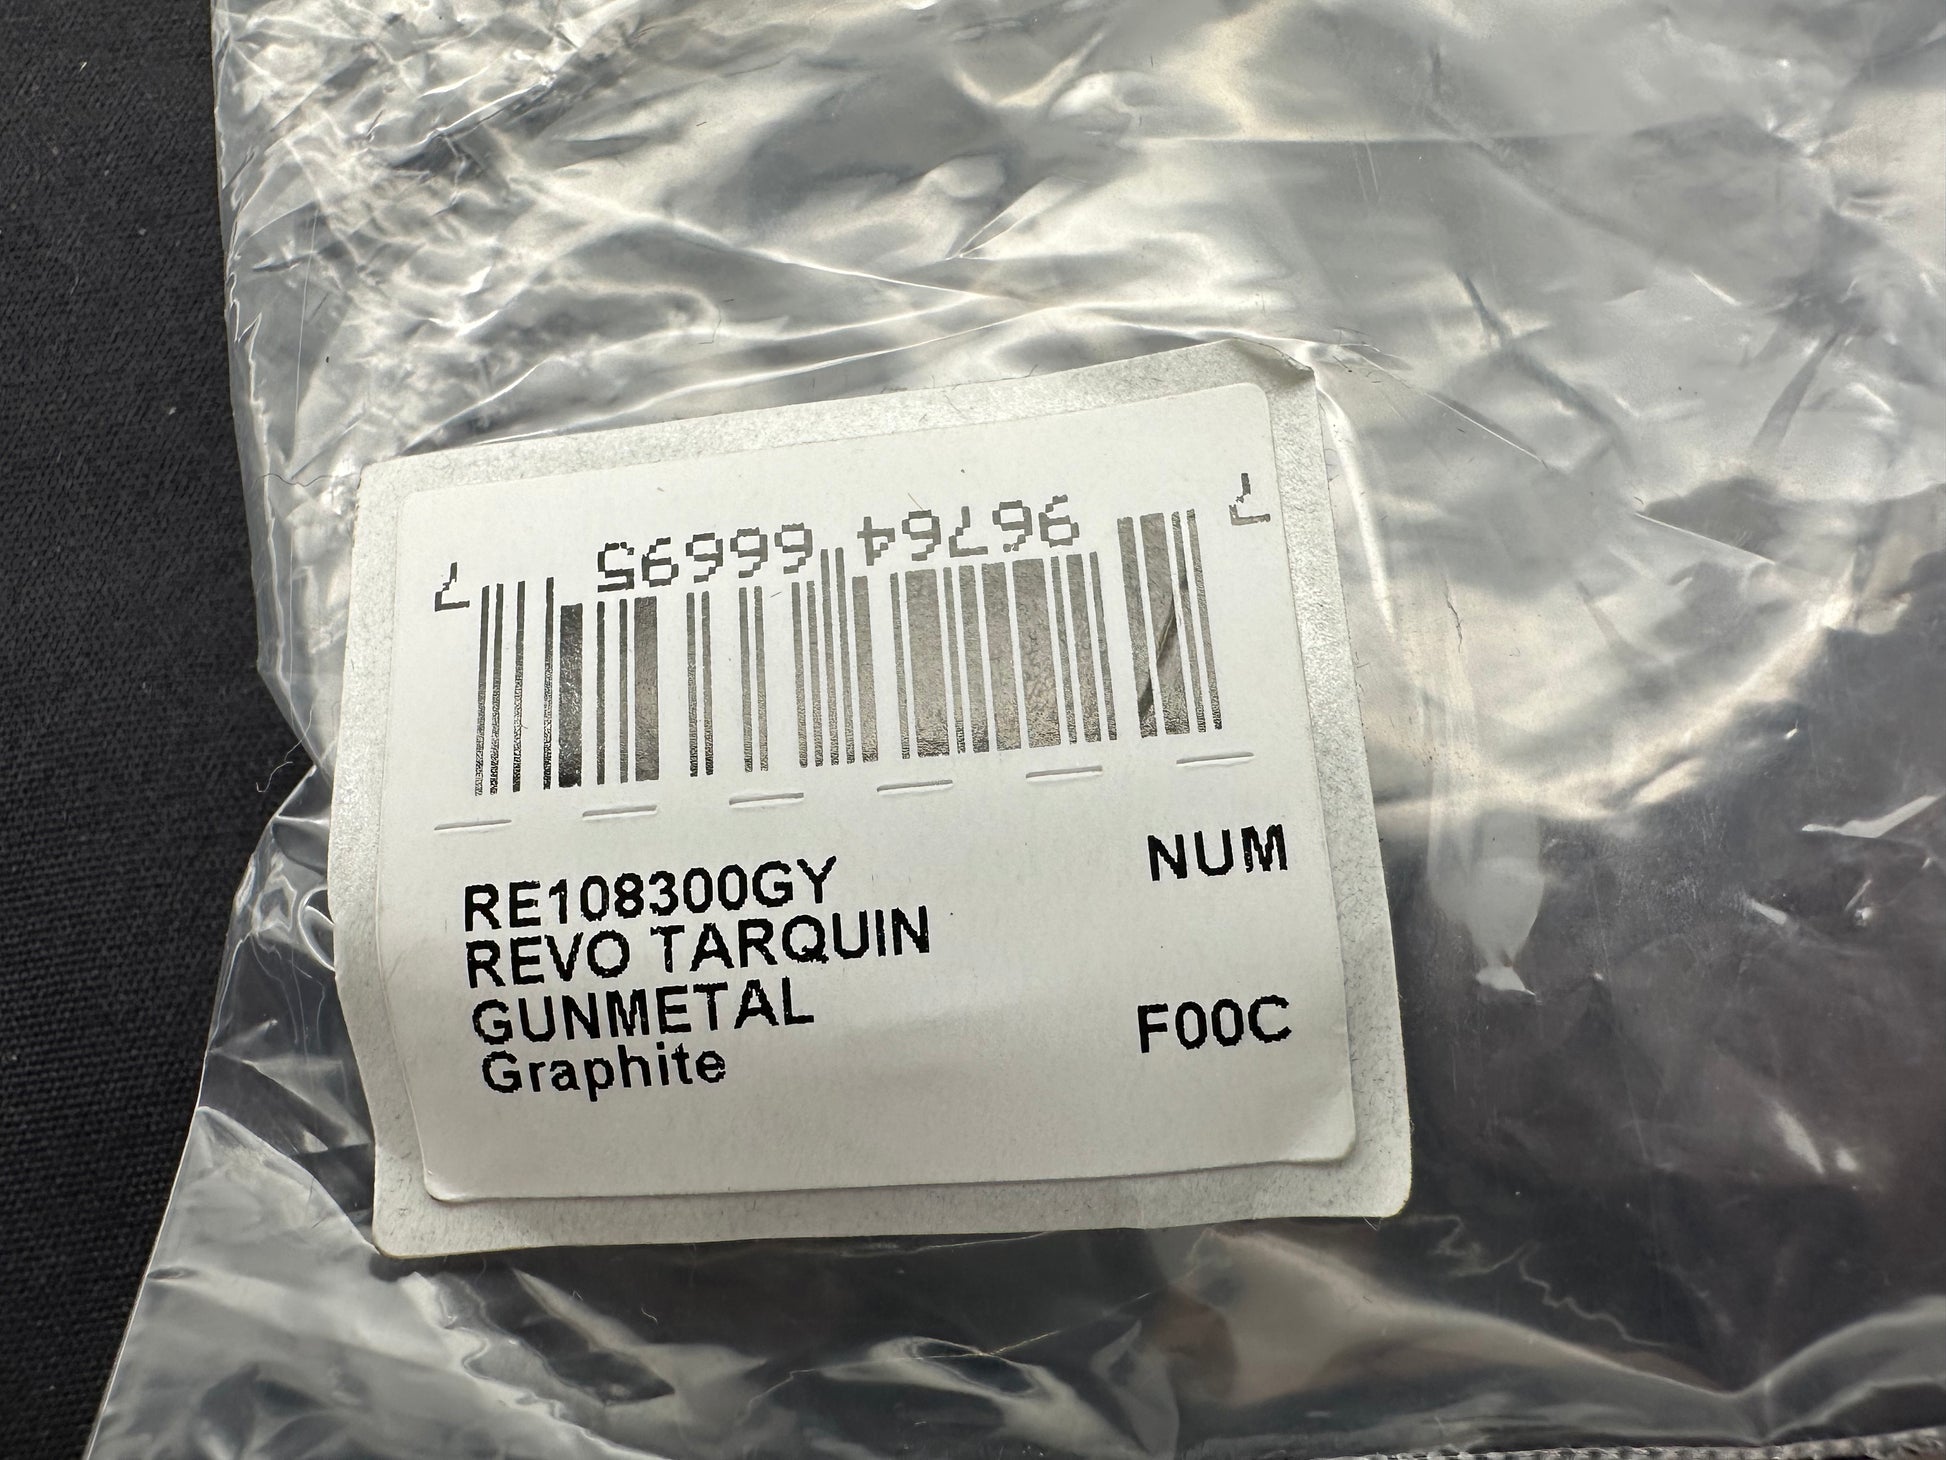 7 96764 66695 7
RE108300GY NUM
REVO TARQUIN
GUNMETAL
Graphite F00C